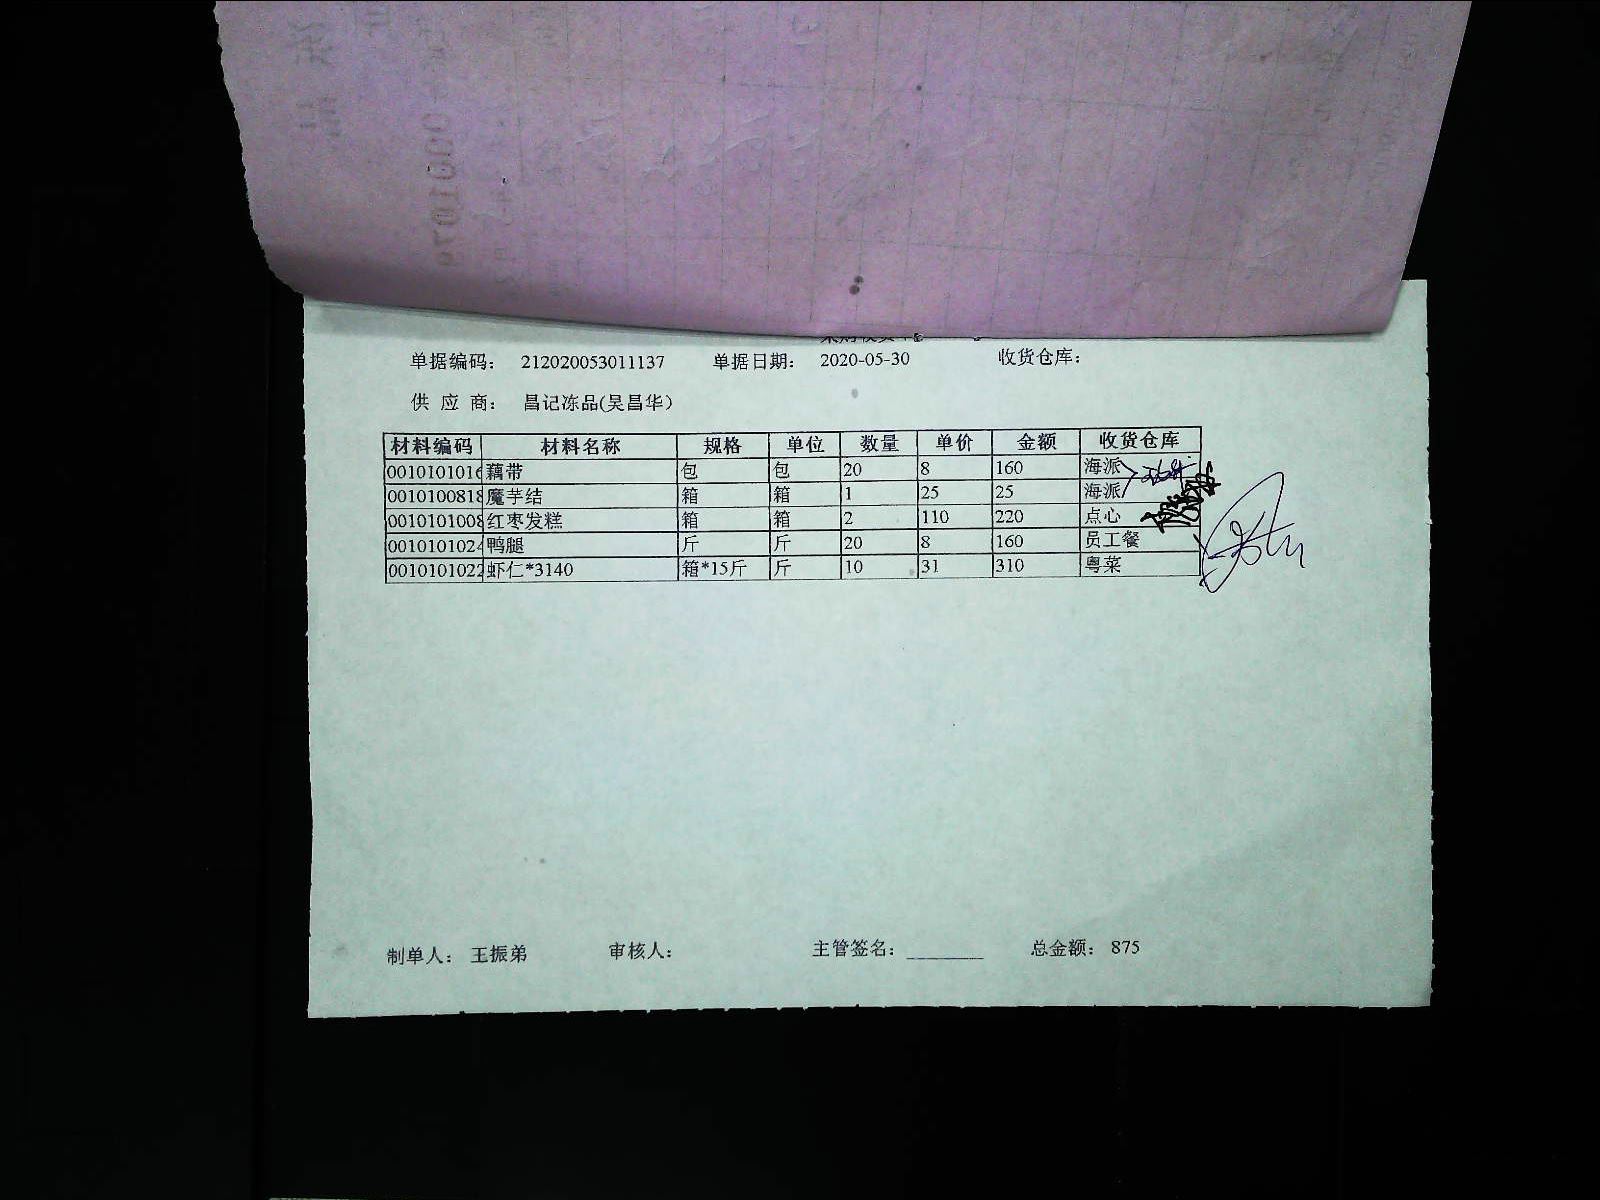 单据编码： 212020053011137 单据日期： 2020-05-30 收货仓库：
供 应 商： 昌记冻品(吴昌华)
材料编码 材料名称 规格 单位 数量 单价 金额 收货仓库
0010101016 藕带 包 包 20 8 160 海派
0010100818 魔芋结 箱 箱 1 25 25 海派
0010101008 红枣发糕 箱 箱 2 110 220 点心
0010101024 鸭腿 斤 斤 20 8 160 员工餐
0010101022 虾仁*3140 箱*15斤 斤 10 31 310 粤菜
制单人： 王振弟 审核人： 主管签名： 总金额： 875